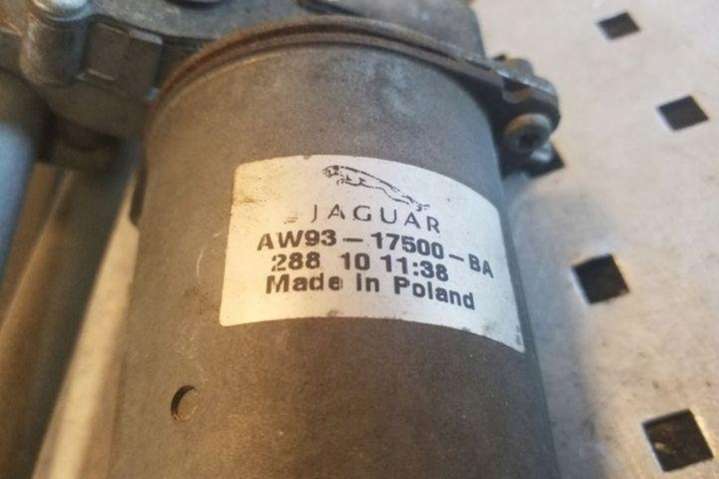 JAGUAR
AW93-17500-BA
288 10 11:38
Made in Poland